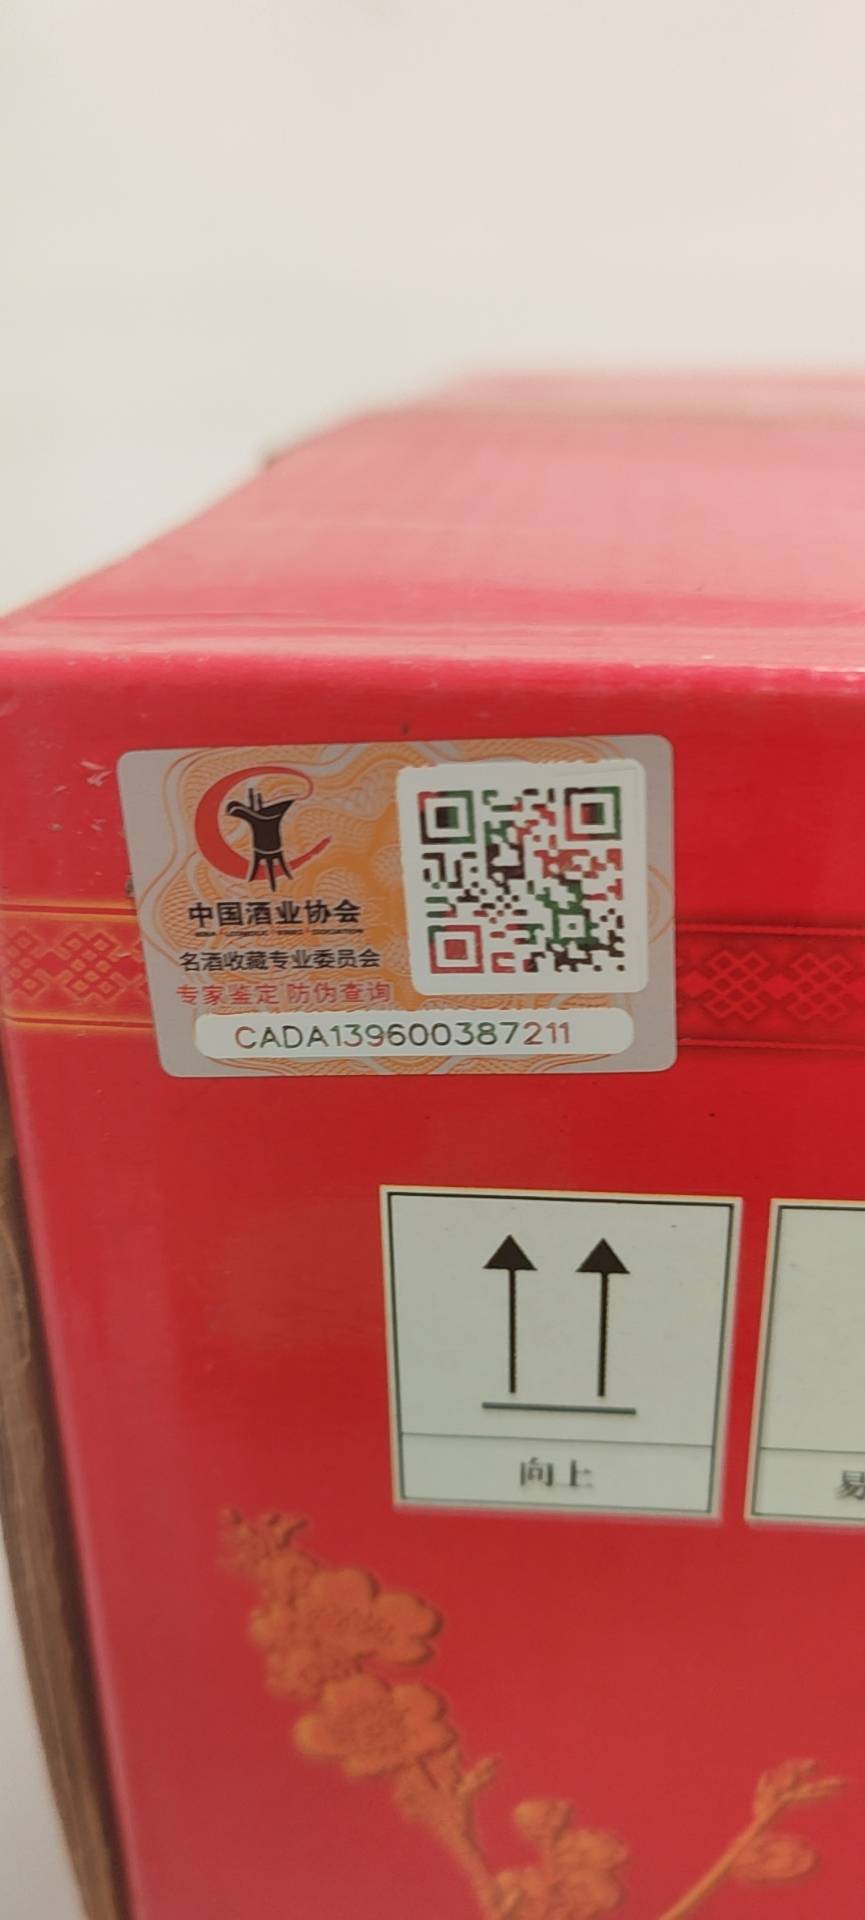 中国酒业协会
名酒收藏专业委员会
专家鉴定 防伪查询
CADA139600387211
向上
易